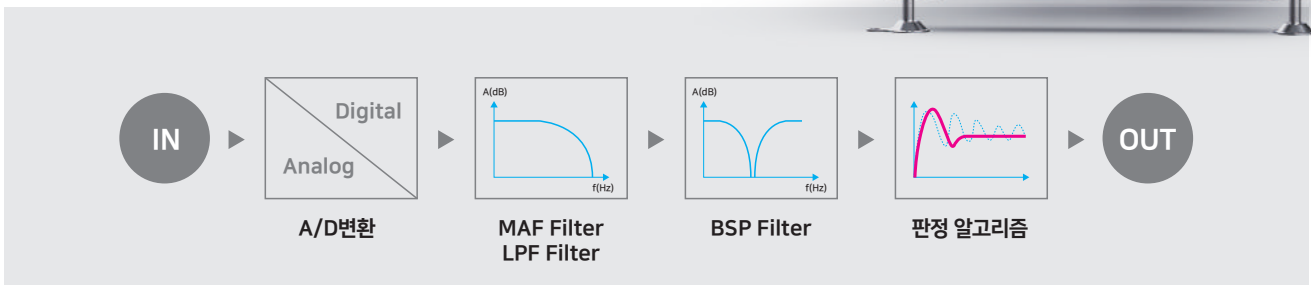 IN
Digital
Analog
A/D변환
A(dB)
f(Hz)
MAF Filter
LPF Filter
A(dB)
f(Hz)
BSP Filter
판정 알고리즘
OUT